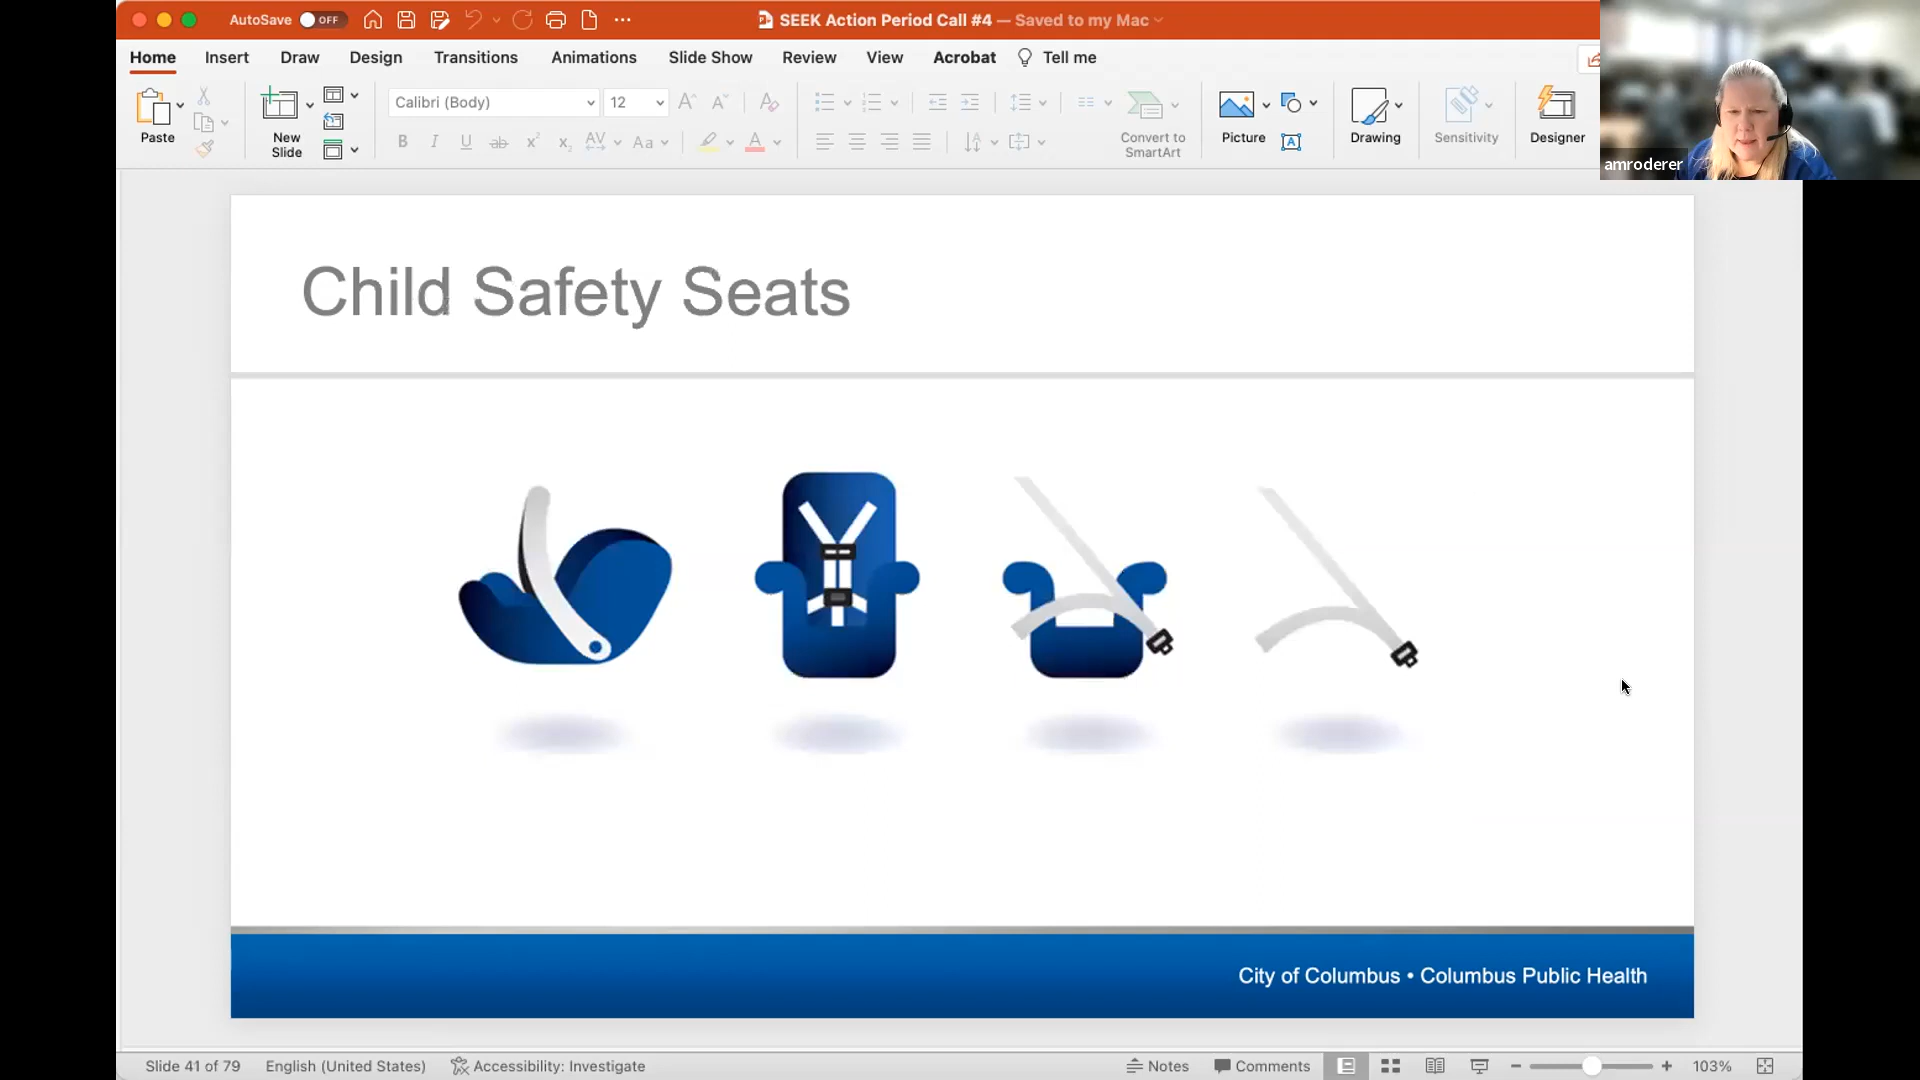 AutoSave OFF
SEEK Action Period Call #4 — Saved to my Mac
Home Insert Draw Design Transitions Animations Slide Show Review View Acrobat Tell me
Paste
New
Slide
Calibri (Body) 12
Convert to
SmartArt
Picture
Drawing
Sensitivity
Designer
amroderer
Child Safety Seats
City of Columbus • Columbus Public Health
Slide 41 of 79 English (United States) Accessibility: Investigate Notes Comments 103%